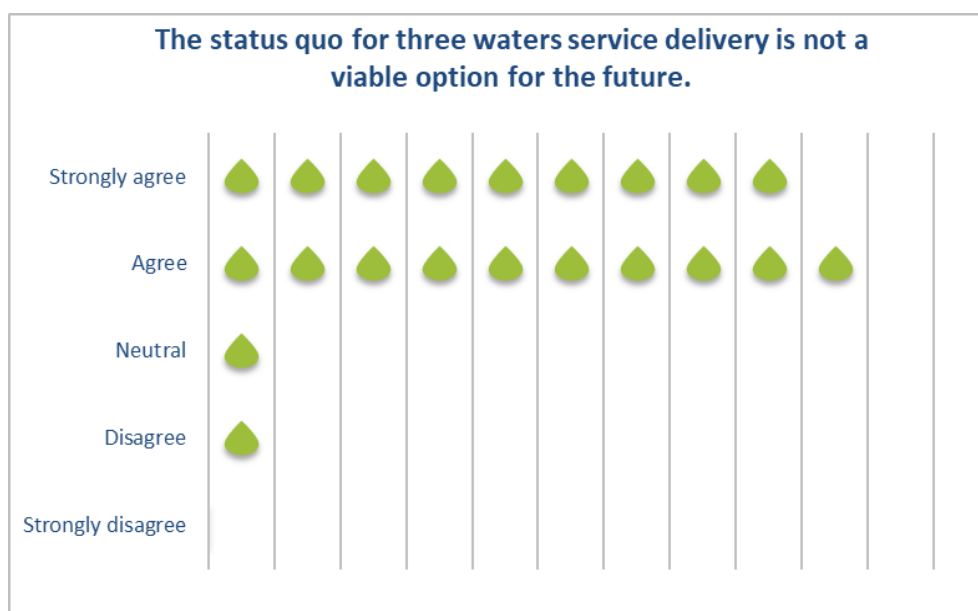 The status quo for three waters service delivery is not a
viable option for the future.
Strongly agree
Agree
Neutral
Disagree
Strongly disagree